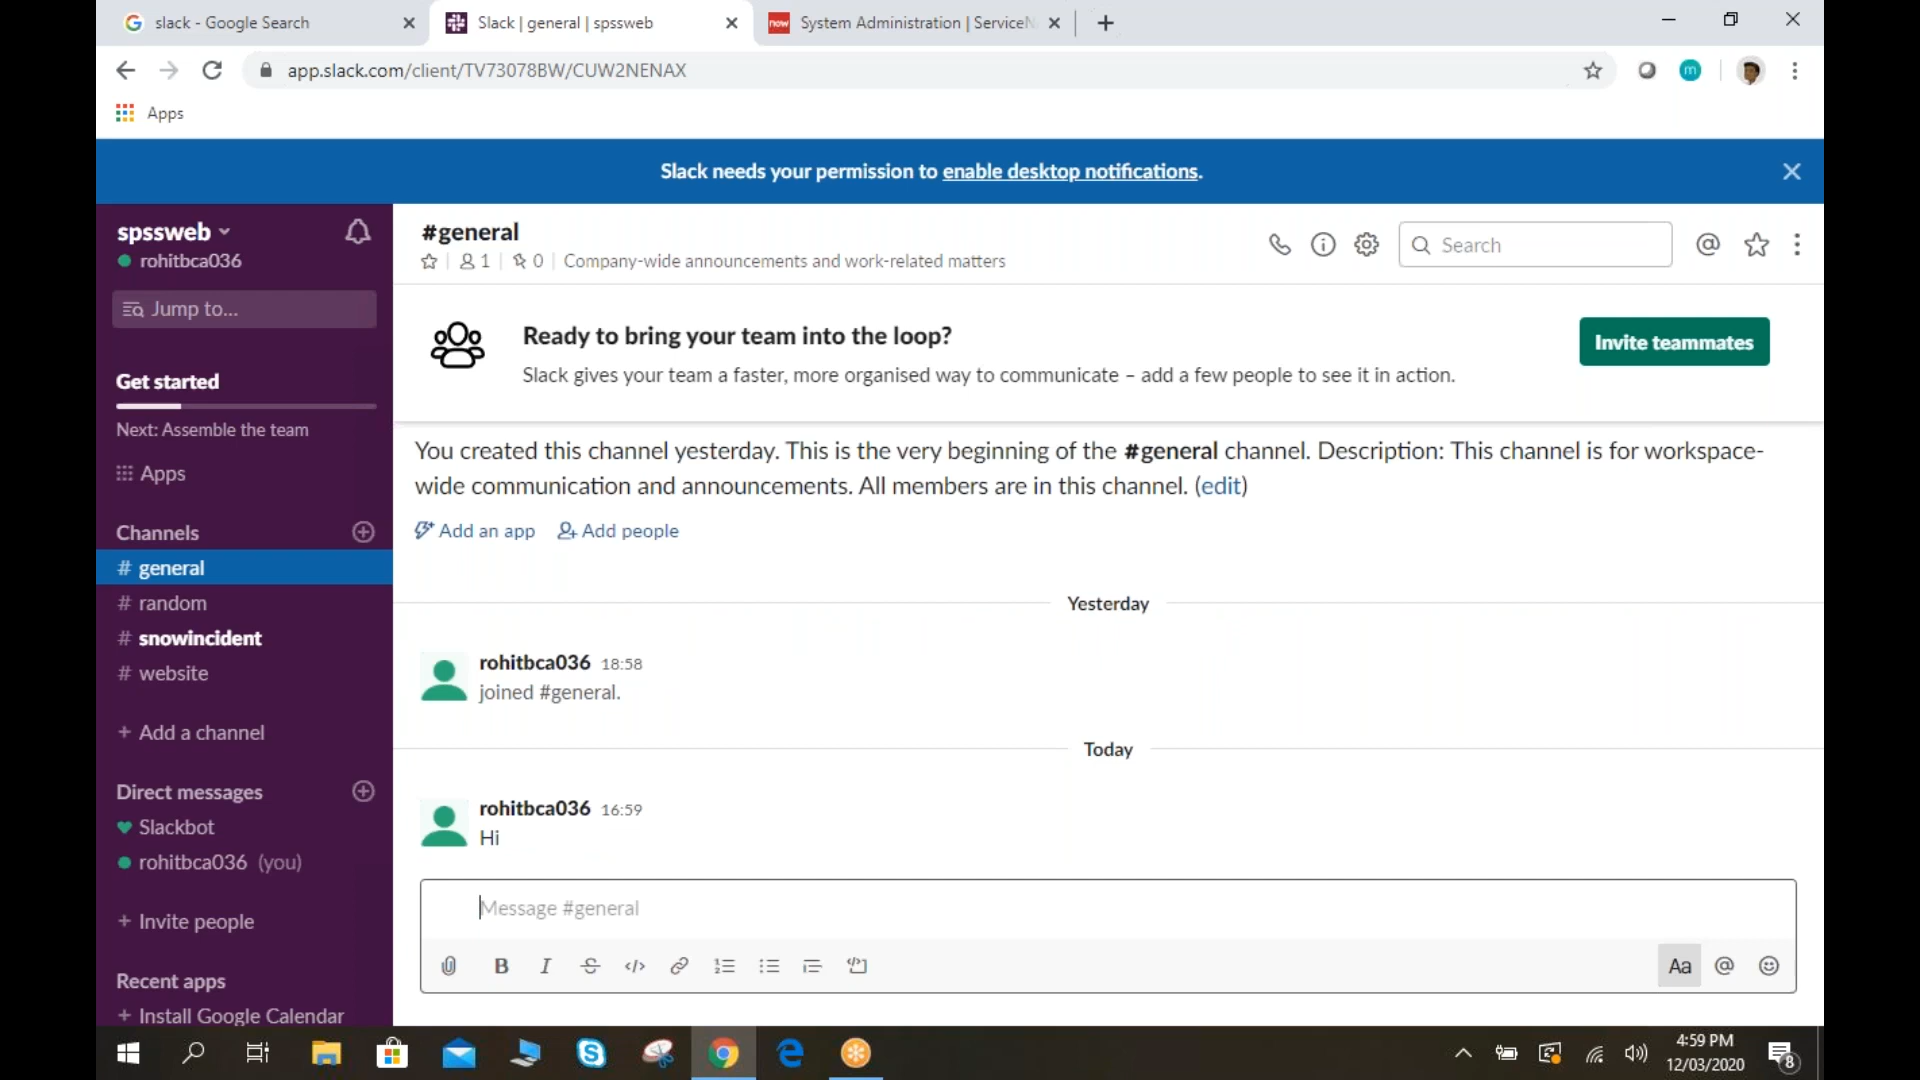 slack - Google Search
Slack | general | spssweb
now
System Administration | ServiceN
app.slack.com/client/TV73078BW/CUW2NENAX
m
Apps
Slack needs your permission to enable desktop notifications.
spssweb
rohitbca036
Jump to...
Get started
Next: Assemble the team
Apps
Channels
# general
# random
# snowincident
# website
+ Add a channel
Direct messages
Slackbot
rohitbca036 (you)
+ Invite people
Recent apps
+ Install Google Calendar
#general
1 | 0 | Company-wide announcements and work-related matters
Search
Ready to bring your team into the loop?
Slack gives your team a faster, more organised way to communicate – add a few people to see it in action.
Invite teammates
You created this channel yesterday. This is the very beginning of the #general channel. Description: This channel is for workspace-
wide communication and announcements. All members are in this channel. (edit)
Add an app Add people
Yesterday
rohitbca036 18:58
joined #general.
Today
rohitbca036 16:59
Hi
Message #general
B I S </> Aa @
4:59 PM
12/03/2020
8